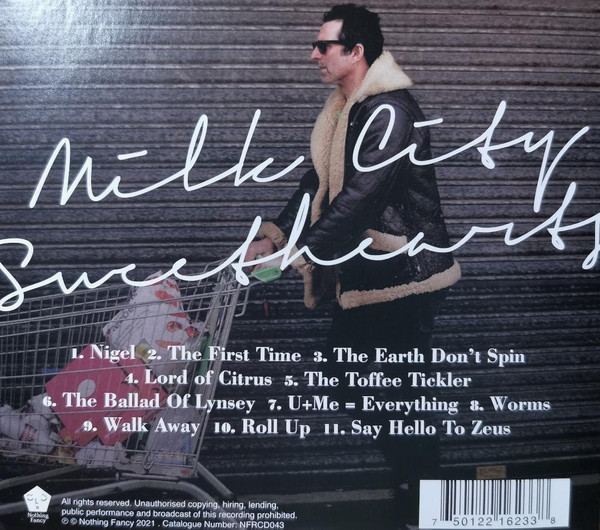 Milk City
Sweethearts
1. Nigel 2. The First Time 3. The Earth Don't Spin
4. Lord of Citrus 5. The Toffee Tickler
6. The Ballad Of Lynsey 7. U+Me = Everything 8. Worms
9. Walk Away 10. Roll Up 11. Say Hello To Zeus
Nothing
Fancy
All rights reserved. Unauthorised copying, hiring, lending,
public performance and broadcast of this recording prohibited.
℗ © Nothing Fancy 2021 . Catalogue Number: NFRCD043
7 50122 16233 8